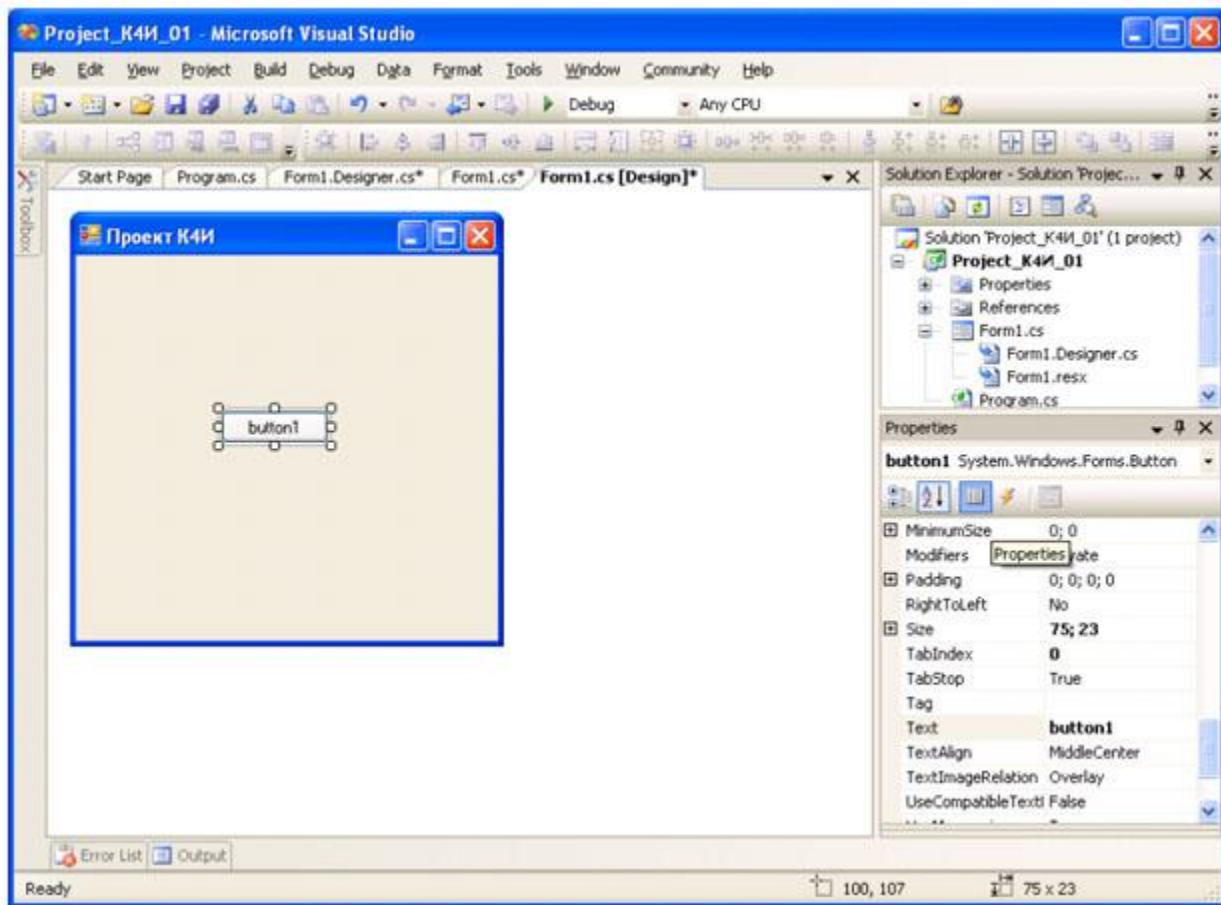 Project_К4И_01 - Microsoft Visual Studio
File Edit View Project Build Debug Data Format Tools Window Community Help
Debug Any CPU
Toolbox
Start Page Program.cs Form1.Designer.cs* Form1.cs* Form1.cs [Design]*
Проект К4И
button1
Solution Explorer - Solution 'Projec...
Solution 'Project_К4И_01' (1 project)
Project_К4И_01
Properties
References
Form1.cs
Form1.Designer.cs
Form1.resx
Program.cs
Properties
button1 System.Windows.Forms.Button
MinimumSize 0; 0
Modifiers
Properties
Padding 0; 0; 0; 0
RightToLeft No
Size 75; 23
TabIndex 0
TabStop True
Tag
Text button1
TextAlign MiddleCenter
TextImageRelation Overlay
UseCompatibleText False
Error List Output
Ready 100, 107 75 x 23